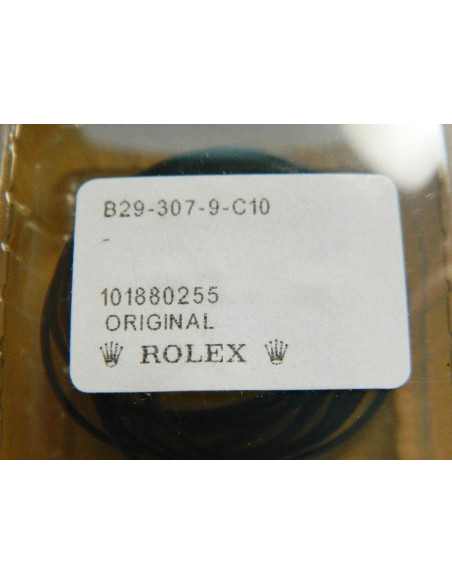 B29-307-9-C10
-
101880255
ORIGINAL
ROLEX